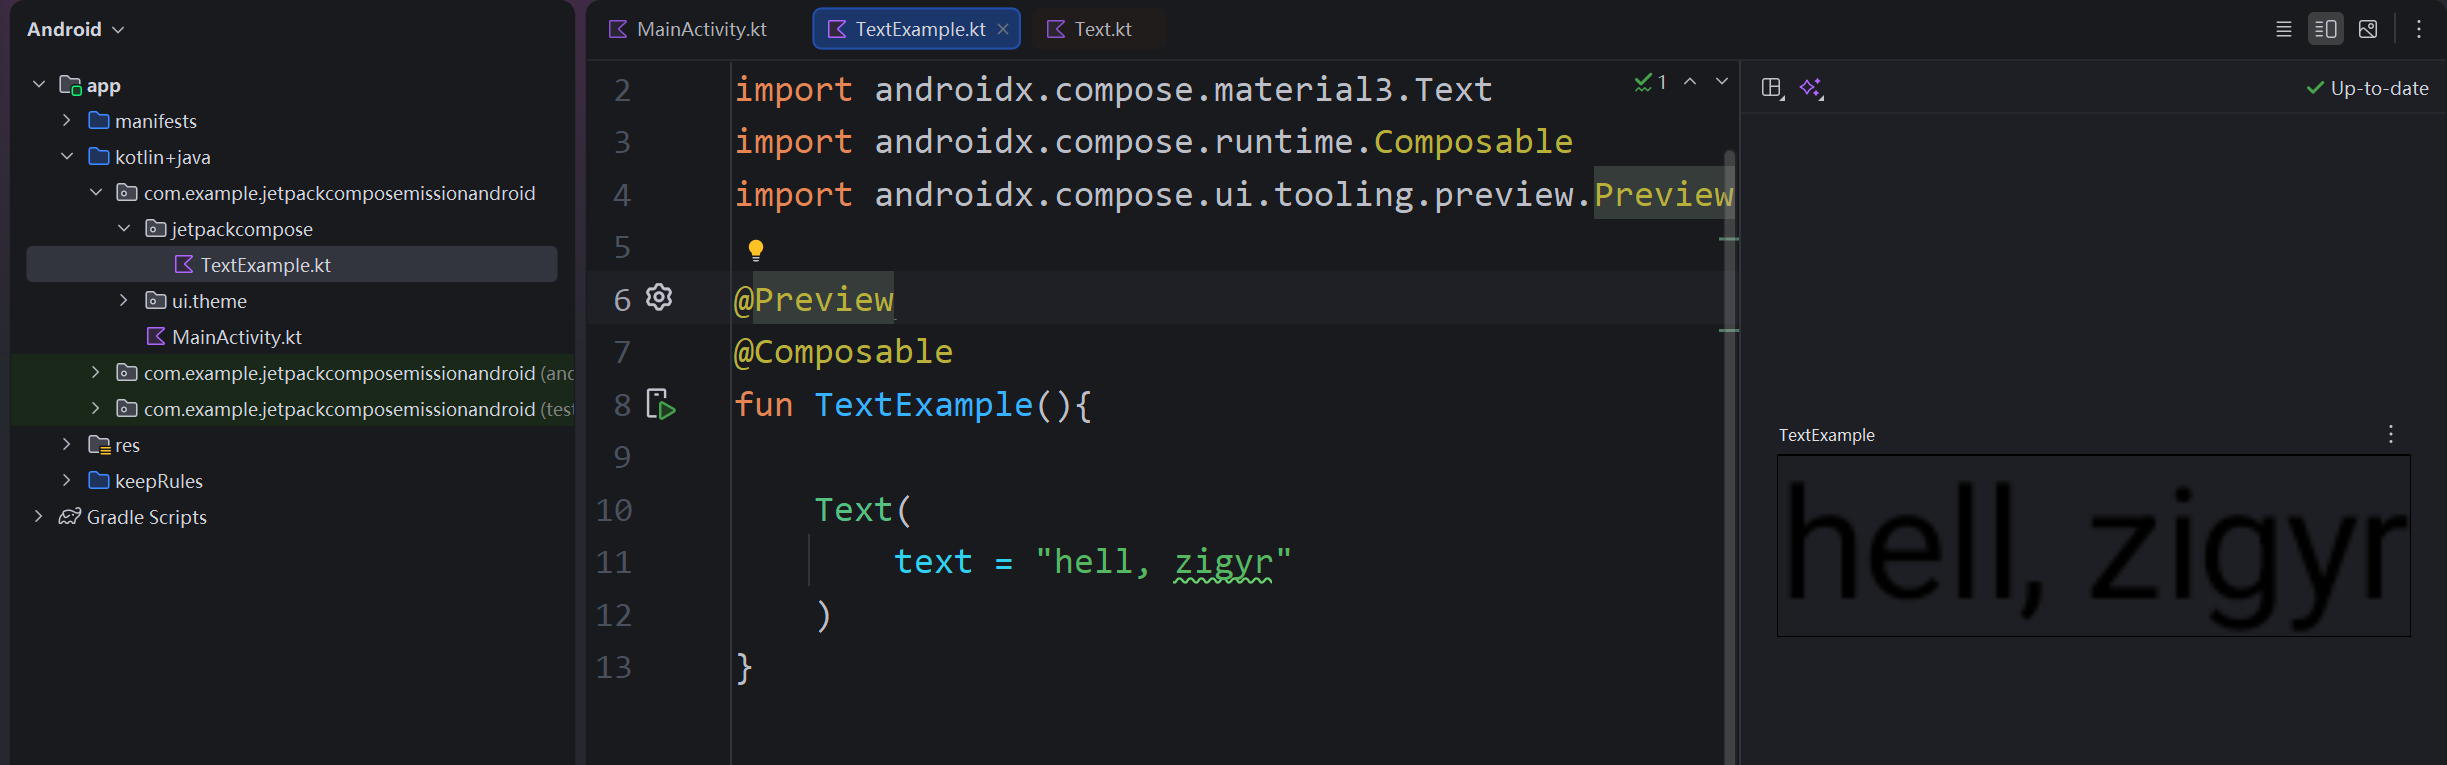 Android
app
manifests
kotlin+java
com.example.jetpackcomposemissionandroid
jetpackcompose
TextExample.kt
ui.theme
MainActivity.kt
com.example.jetpackcomposemissionandroid (and
com.example.jetpackcomposemissionandroid (test
res
keepRules
Gradle Scripts
MainActivity.kt
TextExample.kt
Text.kt
1
2 import androidx.compose.material3.Text
3 import androidx.compose.runtime.Composable
4 import androidx.compose.ui.tooling.preview.Preview
5
6 @Preview
7 @Composable
8 fun TextExample(){
9
10 Text(
11 text = "hell, zigyr"
12 )
13 }
Up-to-date
TextExample
hell, zigyr